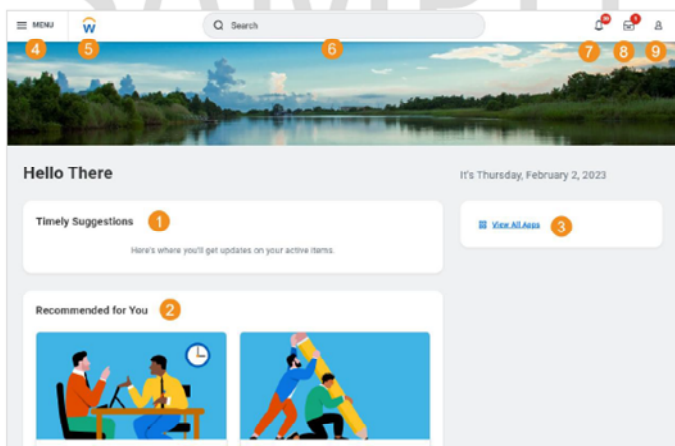 MENU
Search
4
5
6
7
8
9
Hello There
It's Thursday, February 2, 2023
Timely Suggestions 1
Here's where you'll get updates on your active items.
View All Apps 3
Recommended for You 2